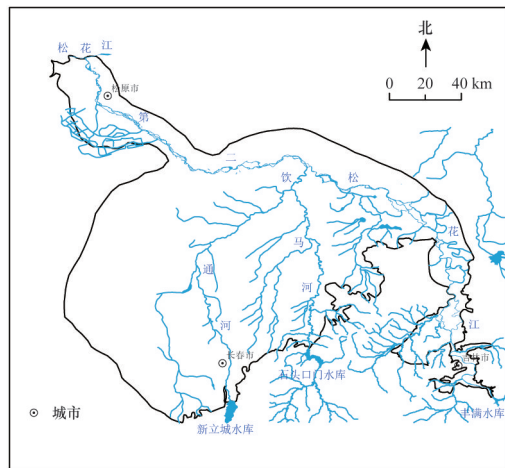 北
0 20 40 km
松花江
松原市
第二松花江
饮马河
通河
长春市
吉林市
石头口门水库
新立城水库
丰满水库
城市